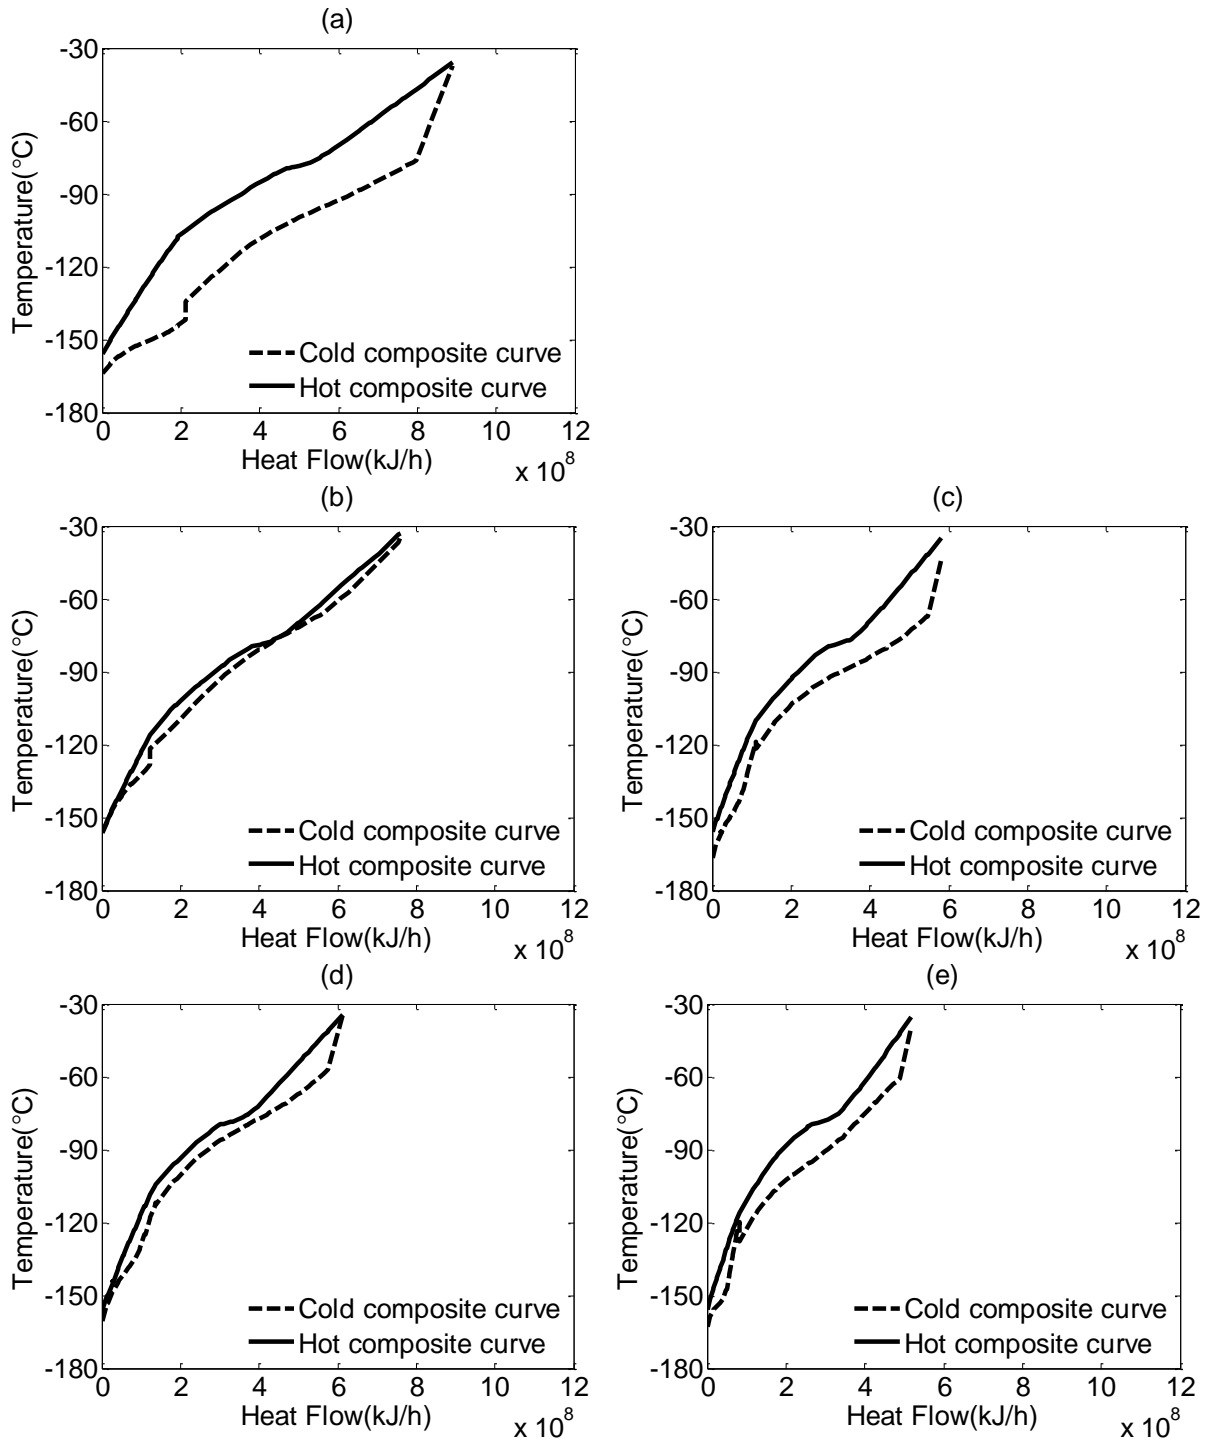 (a)
-30
-60
-90
-120
-150
-180
Temperature(°C)
Cold composite curve
Hot composite curve
0 2 4 6 8 10 12
Heat Flow(kJ/h)
x 10^8
(b)
-30
-60
-90
-120
-150
-180
Temperature(°C)
Cold composite curve
Hot composite curve
0 2 4 6 8 10 12
Heat Flow(kJ/h)
x 10^8
(c)
-30
-60
-90
-120
-150
-180
Temperature(°C)
Cold composite curve
Hot composite curve
0 2 4 6 8 10 12
Heat Flow(kJ/h)
x 10^8
(d)
-30
-60
-90
-120
-150
-180
Temperature(°C)
Cold composite curve
Hot composite curve
0 2 4 6 8 10 12
Heat Flow(kJ/h)
x 10^8
(e)
-30
-60
-90
-120
-150
-180
Temperature(°C)
Cold composite curve
Hot composite curve
0 2 4 6 8 10 12
Heat Flow(kJ/h)
x 10^8